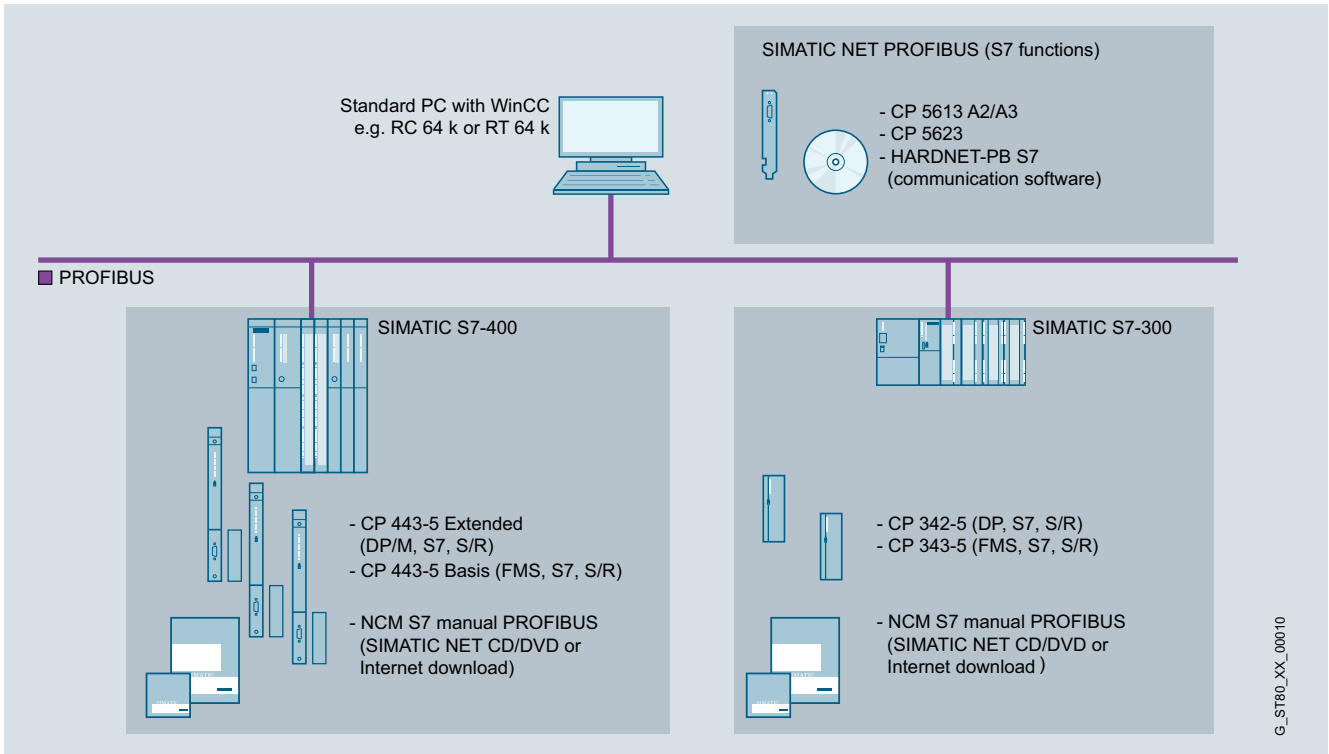 SIMATIC NET PROFIBUS (S7 functions)
Standard PC with WinCC
e.g. RC 64 k or RT 64 k
- CP 5613 A2/A3
- CP 5623
- HARDNET-PB S7
(communication software)
PROFIBUS
SIMATIC S7-400
- CP 443-5 Extended
(DP/M, S7, S/R)
- CP 443-5 Basis (FMS, S7, S/R)
- NCM S7 manual PROFIBUS
(SIMATIC NET CD/DVD or
Internet download)
SIMATIC
SIMATIC
SIMATIC S7-300
- CP 342-5 (DP, S7, S/R)
- CP 343-5 (FMS, S7, S/R)
- NCM S7 manual PROFIBUS
(SIMATIC NET CD/DVD or
Internet download )
SIMATIC
SIMATIC
G_ST80_XX_00010